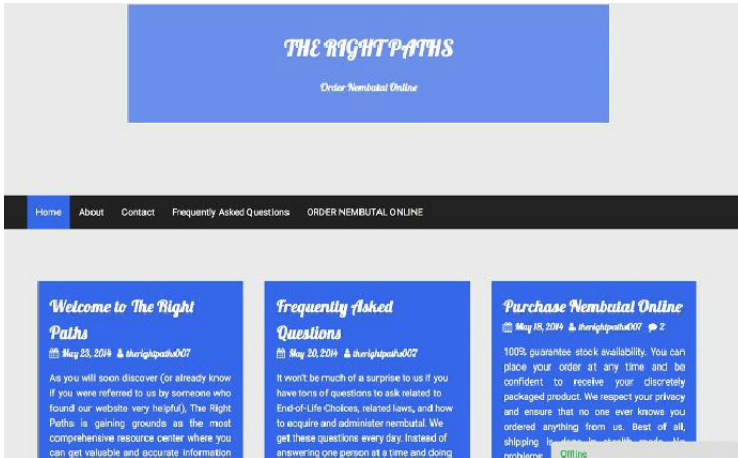 THE RIGHT PATHS
Order Nembutal Online
Home About Contact Frequently Asked Questions ORDER NEMBUTAL ONLINE
Welcome to The Right
Paths
May 23, 2014 therightpaths007
As you will soon discover (or already know
if you were referred to us by someone who
found our website very helpful), The Right
Paths is gaining grounds as the most
comprehensive resource center where you
can get valuable and accurate information
Frequently Asked
Questions
May 20, 2014 therightpaths007
It won't be much of a surprise to us if you
have tons of questions to ask related to
End-of-Life Choices, related laws, and how
to acquire and administer nembutal. We
get these questions every day. Instead of
answering one person at a time and doing
Purchase Nembutal Online
May 18, 2014 therightpaths007 2
100% guarantee stock availability. You can
place your order at any time and be
confident to receive your discretely
packaged product. We respect your privacy
and ensure that no one ever knows you
ordered anything from us. Best of all,
shipping is
problems
Offline